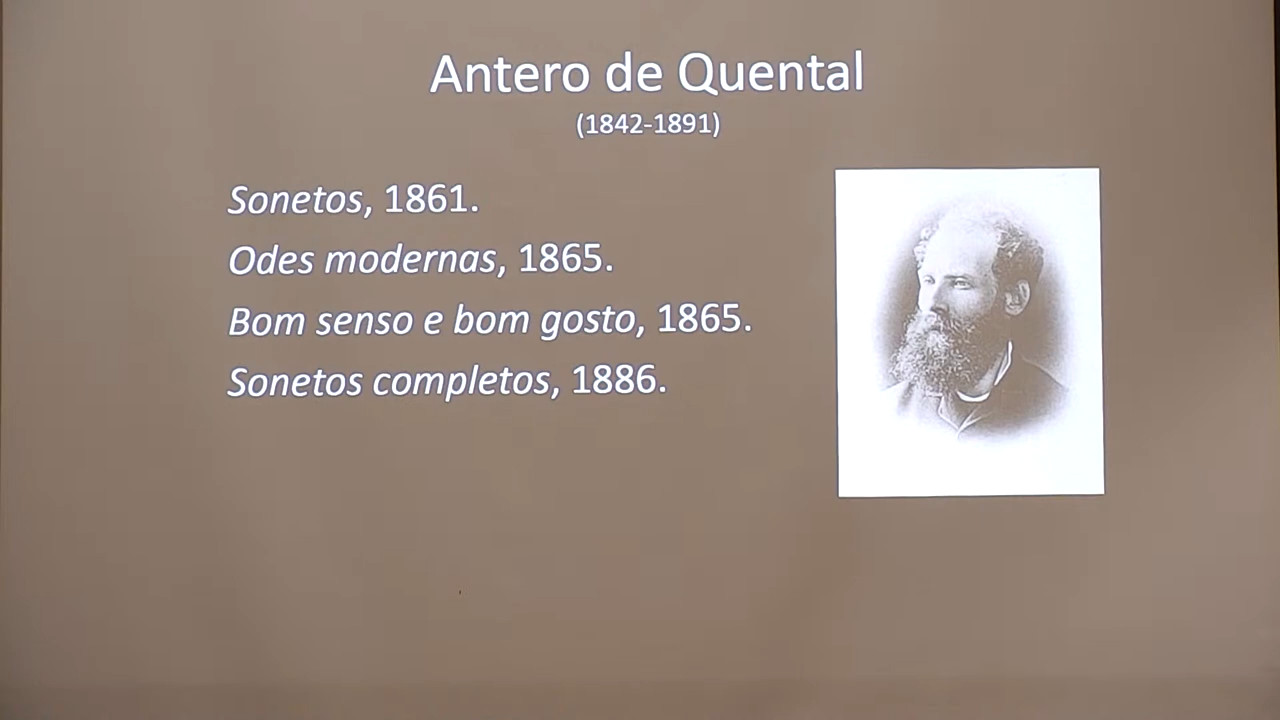 Antero de Quental
(1842-1891)
Sonetos, 1861.
Odes modernas, 1865.
Bom senso e bom gosto, 1865.
Sonetos completos, 1886.